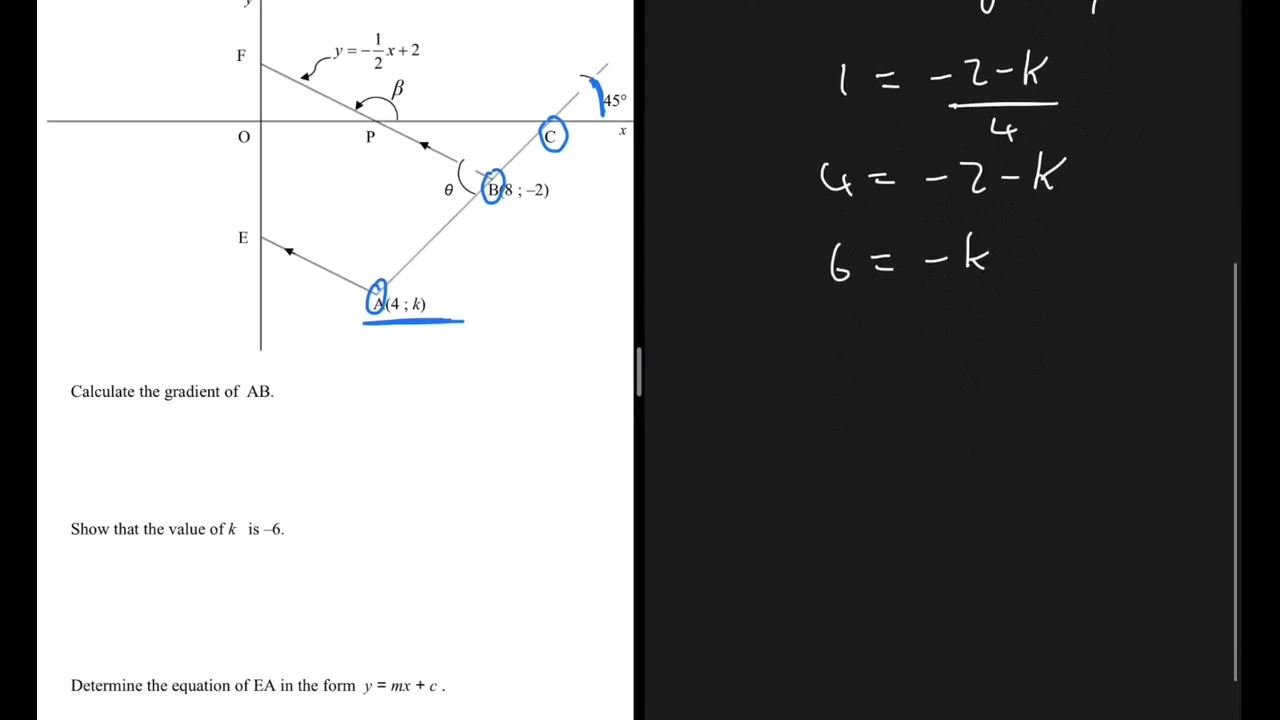 y
F
y = -1/2 x + 2
β
45°
O
P
C
x
θ
B(8 ; –2)
E
A(4 ; k)
Calculate the gradient of AB.
Show that the value of k is –6.
Determine the equation of EA in the form y = mx + c .
1 = -2-k/4
4 = -2-k
6 = -k